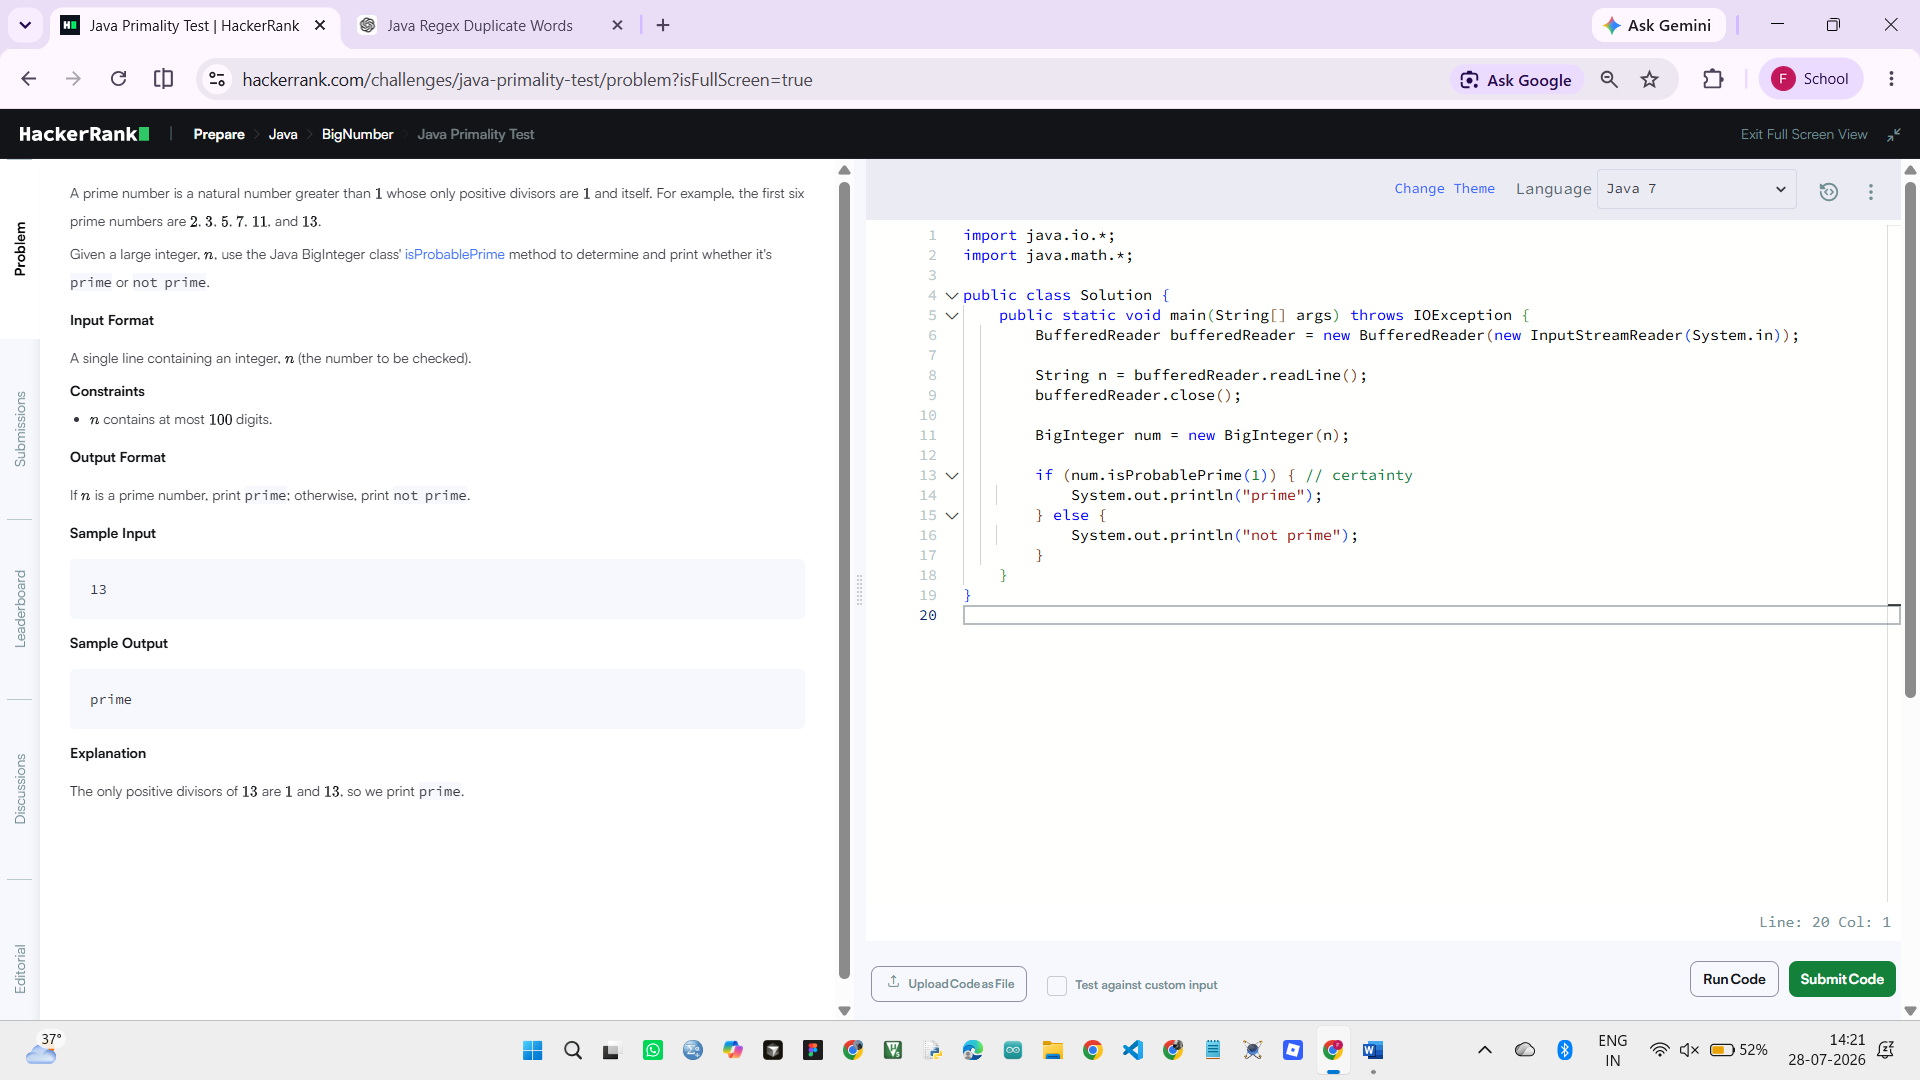 Java Primality Test | HackerRank
Java Regex Duplicate Words
Ask Gemini
hackerrank.com/challenges/java-primality-test/problem?isFullScreen=true
Ask Google
F School
HackerRank
Prepare
Java
BigNumber
Java Primality Test
Exit Full Screen View
Problem
Submissions
Leaderboard
Discussions
Editorial
A prime number is a natural number greater than 1 whose only positive divisors are 1 and itself. For example, the first six
prime numbers are 2, 3, 5, 7, 11, and 13.
Given a large integer, n, use the Java BigInteger class' isProbablePrime method to determine and print whether it's
prime or not prime.
Input Format
A single line containing an integer, n (the number to be checked).
Constraints
• n contains at most 100 digits.
Output Format
If n is a prime number, print prime; otherwise, print not prime.
Sample Input
13
Sample Output
prime
Explanation
The only positive divisors of 13 are 1 and 13, so we print prime.
Change Theme
Language
Java 7
1 import java.io.*;
2 import java.math.*;
3
4 public class Solution {
5     public static void main(String[] args) throws IOException {
6         BufferedReader bufferedReader = new BufferedReader(new InputStreamReader(System.in));
7
8         String n = bufferedReader.readLine();
9         bufferedReader.close();
10
11         BigInteger num = new BigInteger(n);
12
13         if (num.isProbablePrime(1)) { // certainty
14             System.out.println("prime");
15         } else {
16             System.out.println("not prime");
17         }
18     }
19 }
20
Line: 20 Col: 1
Upload Code as File
Test against custom input
Run Code
Submit Code
37°
ENG
IN
52%
14:21
28-07-2026